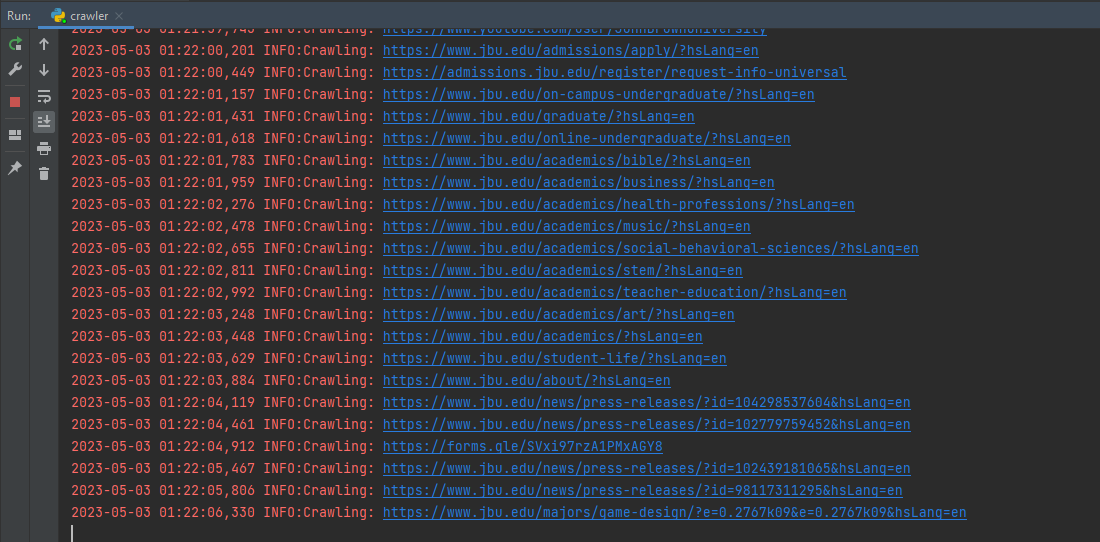 Run: crawler
2023-05-03 01:21:59,743 INFO:Crawling: https://www.youtube.com/user/JohnBrownUniversity
2023-05-03 01:22:00,201 INFO:Crawling: https://www.jbu.edu/admissions/apply/?hsLang=en
2023-05-03 01:22:00,449 INFO:Crawling: https://admissions.jbu.edu/register/request-info-universal
2023-05-03 01:22:01,157 INFO:Crawling: https://www.jbu.edu/on-campus-undergraduate/?hsLang=en
2023-05-03 01:22:01,431 INFO:Crawling: https://www.jbu.edu/graduate/?hsLang=en
2023-05-03 01:22:01,618 INFO:Crawling: https://www.jbu.edu/online-undergraduate/?hsLang=en
2023-05-03 01:22:01,783 INFO:Crawling: https://www.jbu.edu/academics/bible/?hsLang=en
2023-05-03 01:22:01,959 INFO:Crawling: https://www.jbu.edu/academics/business/?hsLang=en
2023-05-03 01:22:02,276 INFO:Crawling: https://www.jbu.edu/academics/health-professions/?hsLang=en
2023-05-03 01:22:02,478 INFO:Crawling: https://www.jbu.edu/academics/music/?hsLang=en
2023-05-03 01:22:02,655 INFO:Crawling: https://www.jbu.edu/academics/social-behavioral-sciences/?hsLang=en
2023-05-03 01:22:02,811 INFO:Crawling: https://www.jbu.edu/academics/stem/?hsLang=en
2023-05-03 01:22:02,992 INFO:Crawling: https://www.jbu.edu/academics/teacher-education/?hsLang=en
2023-05-03 01:22:03,248 INFO:Crawling: https://www.jbu.edu/academics/art/?hsLang=en
2023-05-03 01:22:03,448 INFO:Crawling: https://www.jbu.edu/academics/?hsLang=en
2023-05-03 01:22:03,629 INFO:Crawling: https://www.jbu.edu/student-life/?hsLang=en
2023-05-03 01:22:03,884 INFO:Crawling: https://www.jbu.edu/about/?hsLang=en
2023-05-03 01:22:04,119 INFO:Crawling: https://www.jbu.edu/news/press-releases/?id=104298537604&hsLang=en
2023-05-03 01:22:04,461 INFO:Crawling: https://www.jbu.edu/news/press-releases/?id=102779759452&hsLang=en
2023-05-03 01:22:04,912 INFO:Crawling: https://forms.gle/SVxi97rzA1PMxAGY8
2023-05-03 01:22:05,467 INFO:Crawling: https://www.jbu.edu/news/press-releases/?id=102439181065&hsLang=en
2023-05-03 01:22:05,806 INFO:Crawling: https://www.jbu.edu/news/press-releases/?id=98117311295&hsLang=en
2023-05-03 01:22:06,330 INFO:Crawling: https://www.jbu.edu/majors/game-design/?e=0.2767k09&e=0.2767k09&hsLang=en